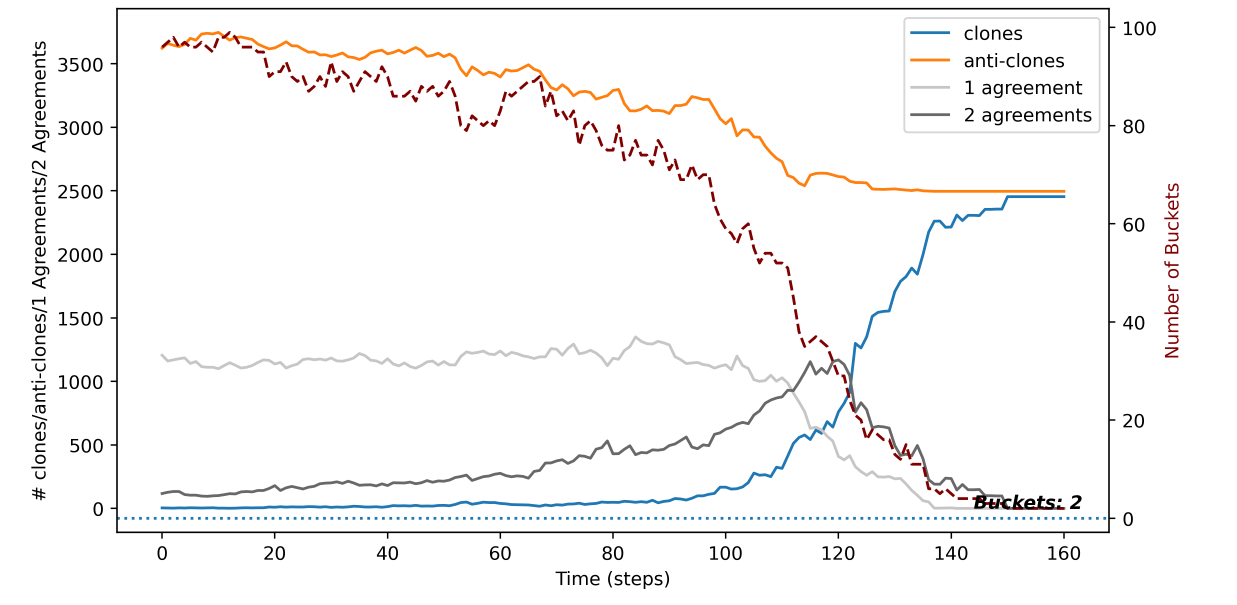 # clones/anti-clones/1 Agreements/2 Agreements
3500
3000
2500
2000
1500
1000
500
0
clones
anti-clones
1 agreement
2 agreements
100
80
60
40
20
0
Number of Buckets
Buckets: 2
0 20 40 60 80 100 120 140 160
Time (steps)